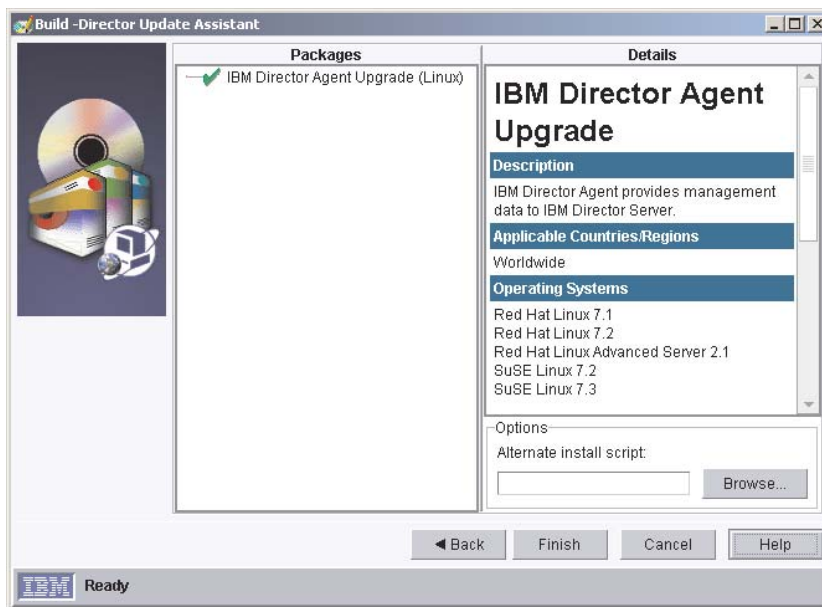 Build -Director Update Assistant
Packages
IBM Director Agent Upgrade (Linux)
Details
IBM Director Agent
Upgrade
Description
IBM Director Agent provides management
data to IBM Director Server.
Applicable Countries/Regions
Worldwide
Operating Systems
Red Hat Linux 7.1
Red Hat Linux 7.2
Red Hat Linux Advanced Server 2.1
SuSE Linux 7.2
SuSE Linux 7.3
Options
Alternate install script:
Browse...
Back
Finish
Cancel
Help
IBM
Ready